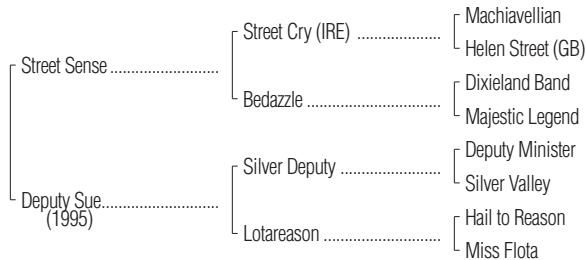 Machiavellian
Street Cry (IRE) ....................
Helen Street (GB)
Street Sense ..........................
Dixieland Band
Bedazzle ................................
Majestic Legend
Deputy Minister
Silver Deputy ........................
Silver Valley
Deputy Sue............................
(1995)
Hail to Reason
Lotareason ............................
Miss Flota